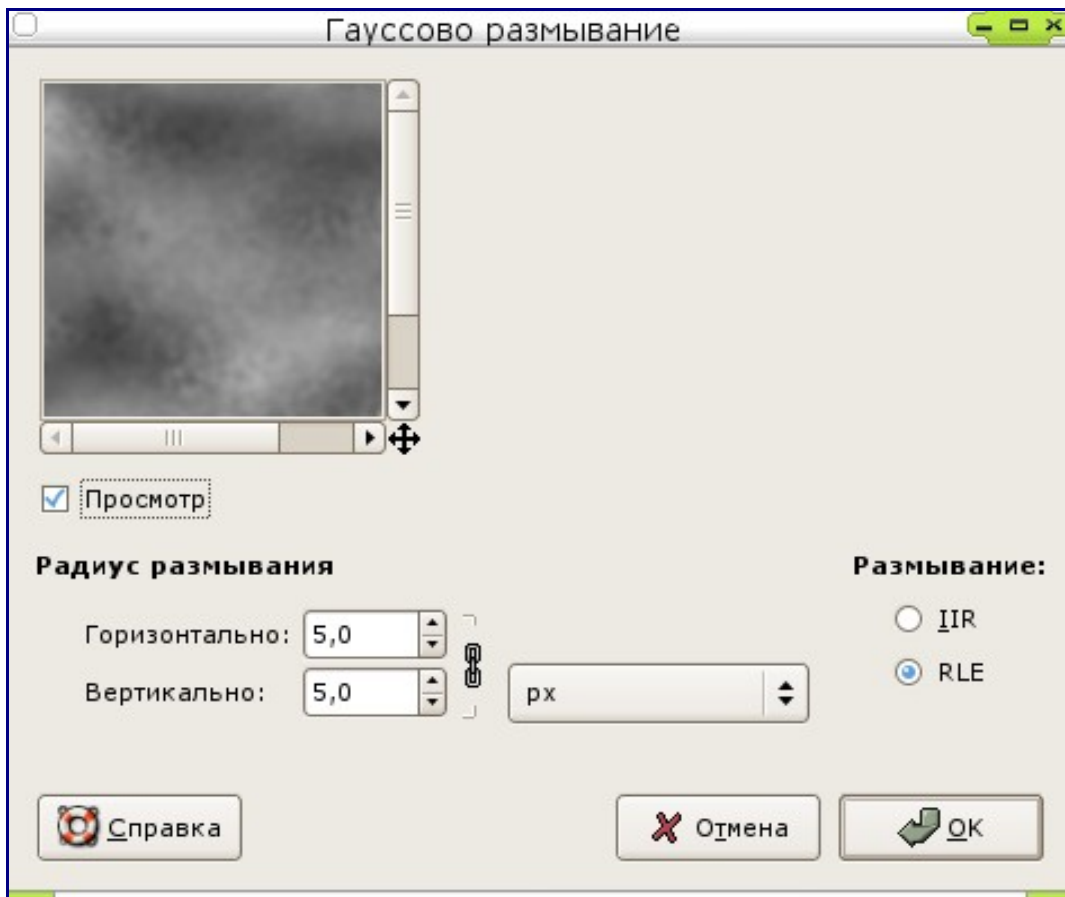 Гауссово размывание
Просмотр
Радиус размывания
Размывание:
Горизонтально: 5,0
Вертикально: 5,0
px
IIR
RLE
Справка
Отмена
OK